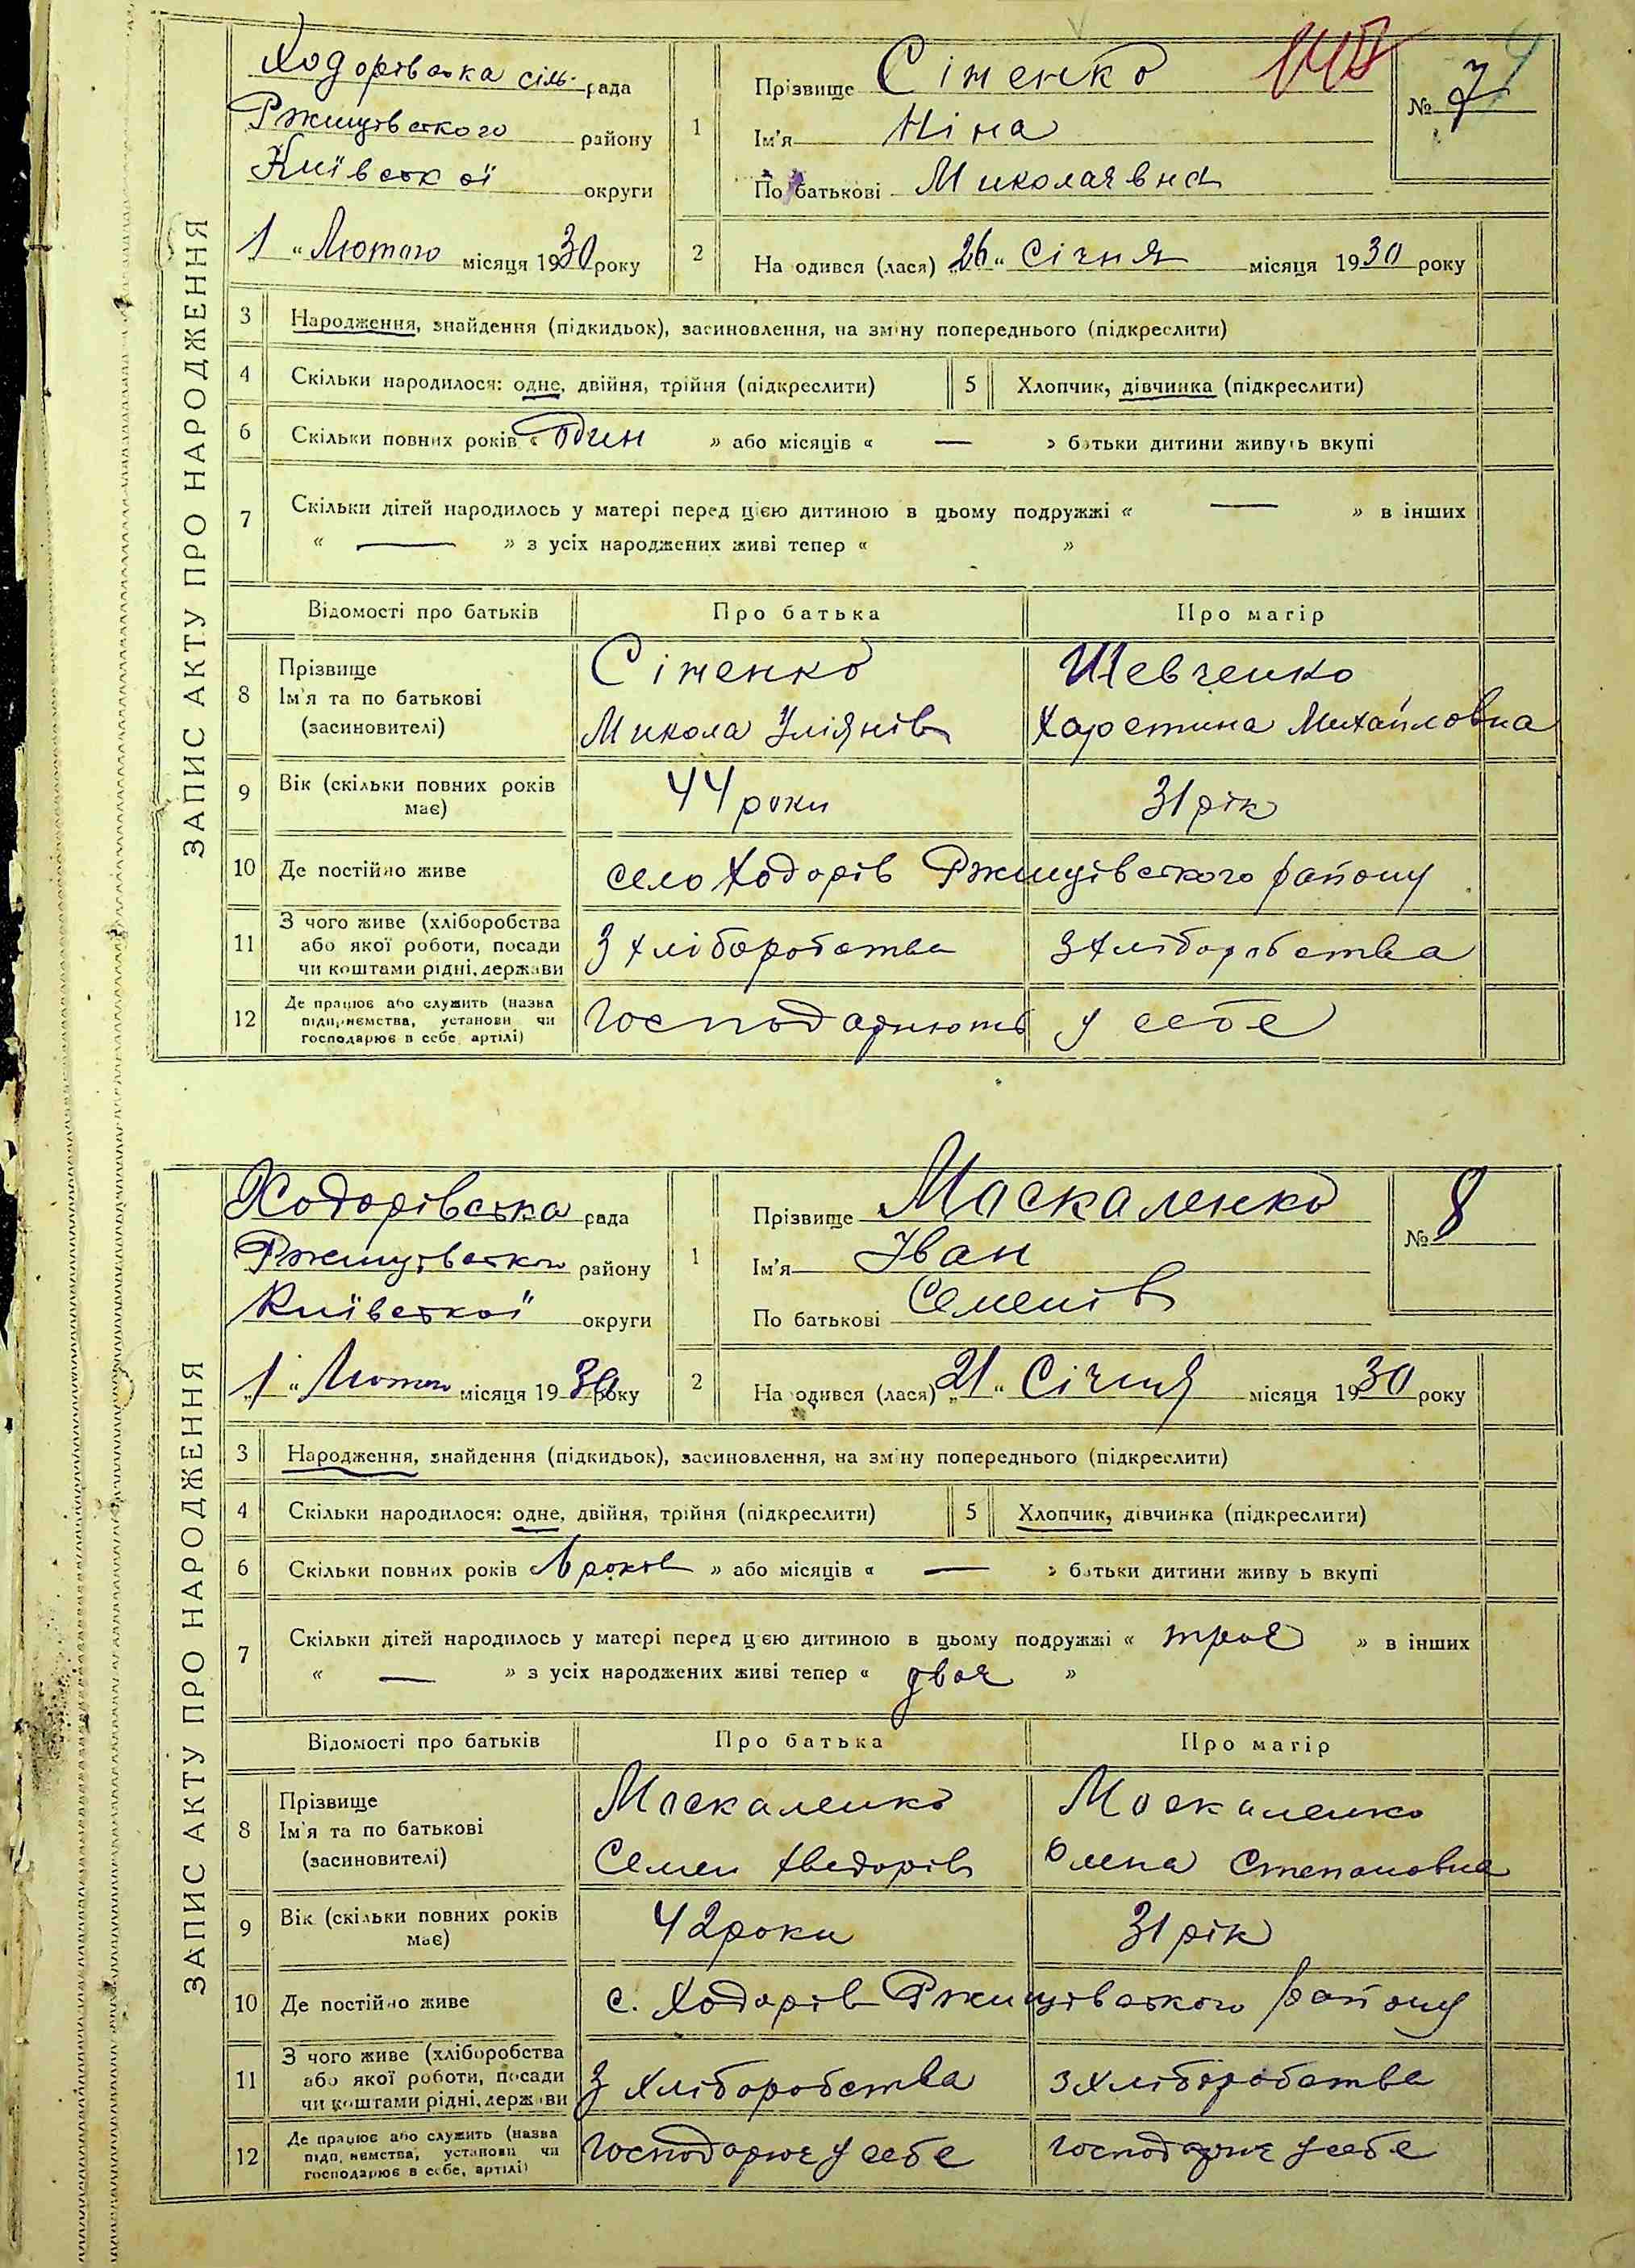 ЗАПИС АКТУ ПРО НАРОДЖЕННЯ
Ходорівська сіль. рада
Ржищівського району
Київської округи
„1“ Лютого місяця 1930 року
1 Прізвище Сіненко
Ім'я Ніна
По батькові Миколаявна
№ 7
2 Народився (лася) „26“ Січня місяця 1930 року
3 Народження, знайдення (підкидьок), засиновлення, на зміну попереднього (підкреслити)
4 Скільки народилося: одне, двійня, трійня (підкреслити)
5 Хлопчик, дівчинка (підкреслити)
6 Скільки повних років « Один » або місяців « — » батьки дитини живуть вкупі
7 Скільки дітей народилось у матері перед цією дитиною в цьому подружжі « — » в інших
« — » з усіх народжених живі тепер « »
Відомості про батьків Про батька Про матір
8 Прізвище Ім'я та по батькові (засиновителі)
Сіненко Шевченко
Микола Улянів Харетина Михайловна
9 Вік (скільки повних років має) 44 роки 31 рік
10 Де постійно живе село Ходорів Ржищівського району
11 З чого живе (хліборобства або якої роботи, посади чи коштами рідні, держави
З хліборобства З хліборобства
12 Де працює або служить (назва підприємства, установи чи господарює в себе, артілі)
Господарюють у себе
ЗАПИС АКТУ ПРО НАРОДЖЕННЯ
Ходорівська рада
Ржищівського району
Київської округи
„1“ Лютого місяця 1930 року
1 Прізвище Маскаленко
Ім'я Іван
По батькові Семенів
№ 8
2 Народився (лася) „21“ Січня місяця 1930 року
3 Народження, знайдення (підкидьок), засиновлення, на зміну попереднього (підкреслити)
4 Скільки народилося: одне, двійня, трійня (підкреслити)
5 Хлопчик, дівчинка (підкреслити)
6 Скільки повних років « років » або місяців « — » батьки дитини живуть вкупі
7 Скільки дітей народилось у матері перед цією дитиною в цьому подружжі « троє » в інших
« — » з усіх народжених живі тепер « двоє »
Відомості про батьків Про батька Про матір
8 Прізвище Ім'я та по батькові (засиновителі)
Маскаленко Москаленко
Семен Хведорів Олена Степановна
9 Вік (скільки повних років має) 42 роки 31 рік
10 Де постійно живе с. Ходорів Ржищівського району
11 З чого живе (хліборобства або якої роботи, посади чи коштами рідні, держави
З хліборобства З хліборобства
12 Де працює або служить (назва підприємства, установи чи господарює в себе, артілі)
Господарює у себе Господарює у себе